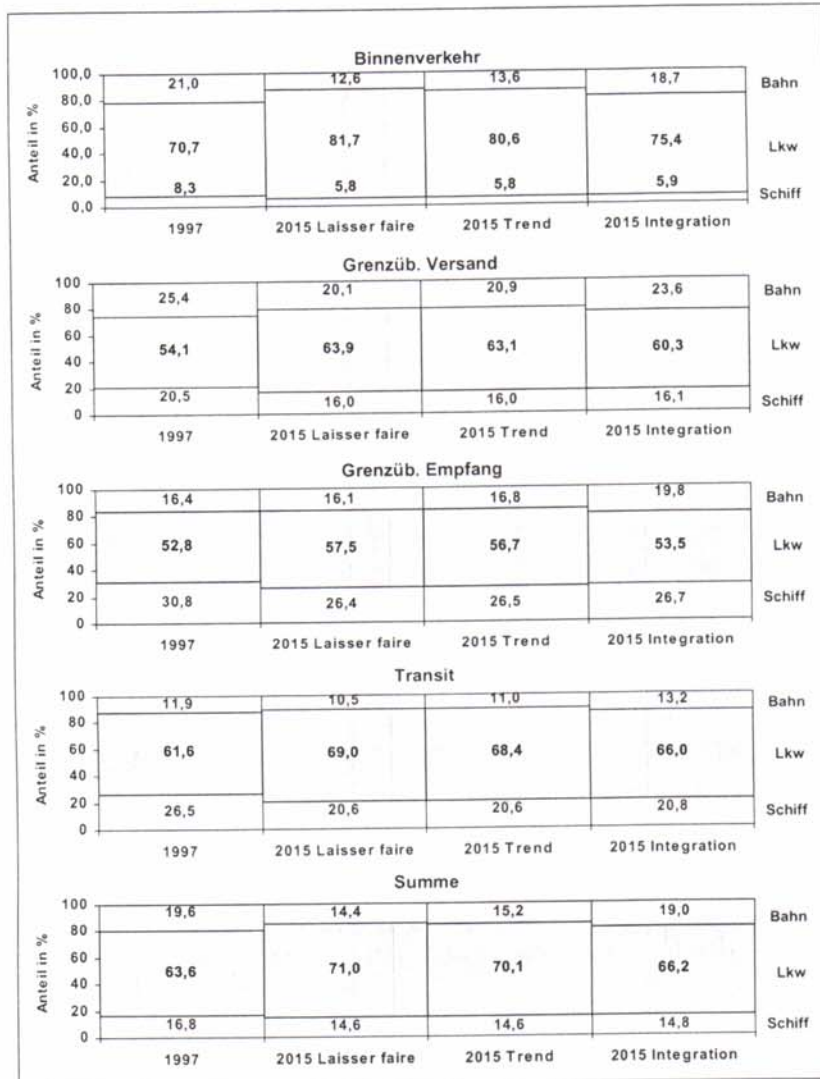 Binnenverkehr
Anteil in %
100,0 21,0 12,6 13,6 18,7 Bahn
80,0
60,0
40,0 70,7 81,7 80,6 75,4 Lkw
20,0 8,3 5,8 5,8 5,9
0,0 Schiff
1997 2015 Laisser faire 2015 Trend 2015 Integration
Grenzüb. Versand
Anteil in %
100 25,4 20,1 20,9 23,6 Bahn
80
60 54,1 63,9 63,1 60,3 Lkw
40
20 20,5 16,0 16,0 16,1 Schiff
0
1997 2015 Laisser faire 2015 Trend 2015 Integration
Grenzüb. Empfang
Anteil in %
100 16,4 16,1 16,8 19,8 Bahn
80
60 52,8 57,5 56,7 53,5 Lkw
40
20 30,8 26,4 26,5 26,7 Schiff
0
1997 2015 Laisser faire 2015 Trend 2015 Integration
Transit
Anteil in %
100 11,9 10,5 11,0 13,2 Bahn
80
60 61,6 69,0 68,4 66,0 Lkw
40
20 26,5 20,6 20,6 20,8 Schiff
0
1997 2015 Laisser faire 2015 Trend 2015 Integration
Summe
Anteil in %
100 19,6 14,4 15,2 19,0 Bahn
80
60 63,6 71,0 70,1 66,2 Lkw
40
20 16,8 14,6 14,6 14,8 Schiff
0
1997 2015 Laisser faire 2015 Trend 2015 Integration